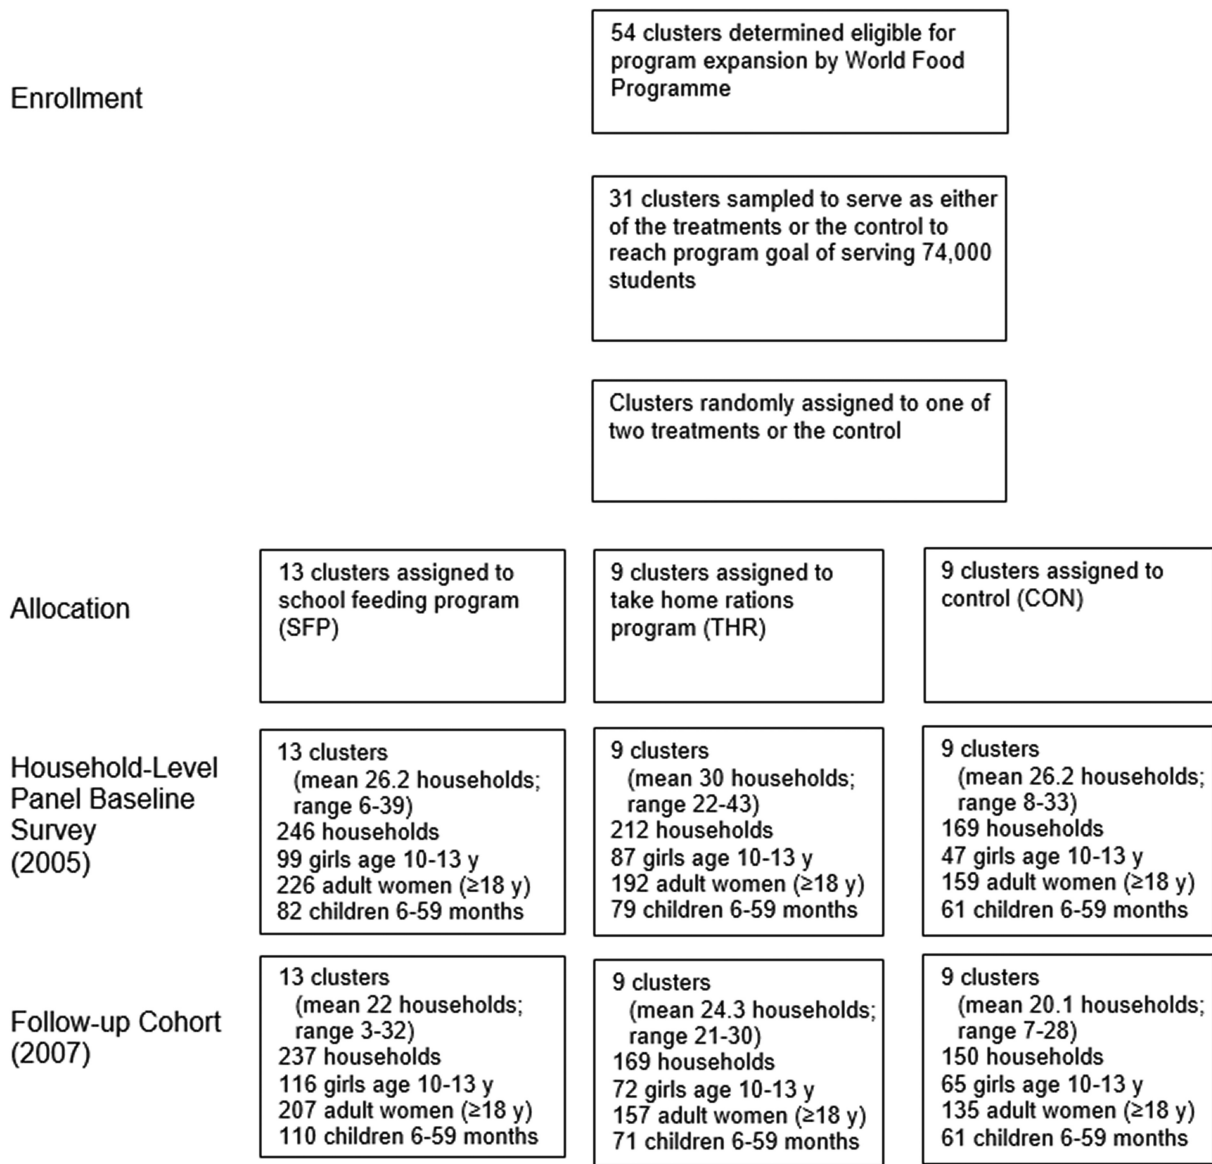 Enrollment
54 clusters determined eligible for
program expansion by World Food
Programme
31 clusters sampled to serve as either
of the treatments or the control to
reach program goal of serving 74,000
students
Clusters randomly assigned to one of
two treatments or the control
Allocation
13 clusters assigned to
school feeding program
(SFP)
9 clusters assigned to
take home rations
program (THR)
9 clusters assigned to
control (CON)
Household-Level
Panel Baseline
Survey
(2005)
13 clusters
(mean 26.2 households;
range 6-39)
246 households
99 girls age 10-13 y
226 adult women (≥18 y)
82 children 6-59 months
9 clusters
(mean 30 households;
range 22-43)
212 households
87 girls age 10-13 y
192 adult women (≥18 y)
79 children 6-59 months
9 clusters
(mean 26.2 households;
range 8-33)
169 households
47 girls age 10-13 y
159 adult women (≥18 y)
61 children 6-59 months
Follow-up Cohort
(2007)
13 clusters
(mean 22 households;
range 3-32)
237 households
116 girls age 10-13 y
207 adult women (≥18 y)
110 children 6-59 months
9 clusters
(mean 24.3 households;
range 21-30)
169 households
72 girls age 10-13 y
157 adult women (≥18 y)
71 children 6-59 months
9 clusters
(mean 20.1 households;
range 7-28)
150 households
65 girls age 10-13 y
135 adult women (≥18 y)
61 children 6-59 months